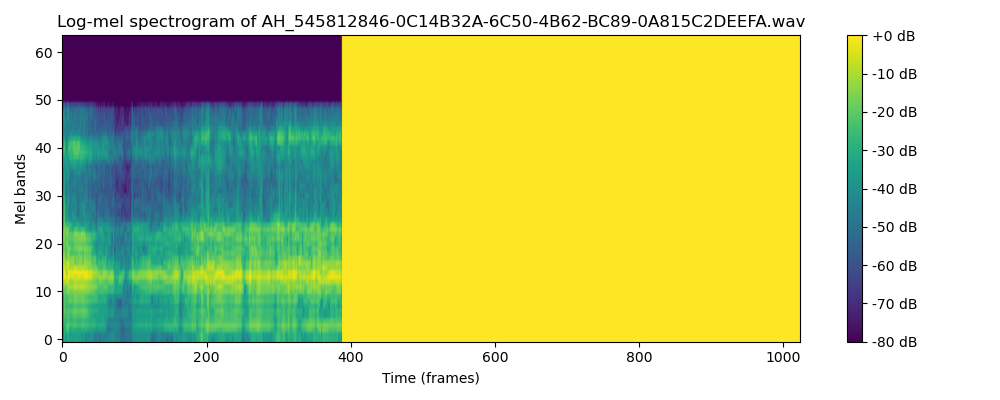 Log-mel spectrogram of AH_545812846-0C14B32A-6C50-4B62-BC89-0A815C2DEEFA.wav
60
50
40
30
20
10
0
Mel bands
0 200 400 600 800 1000
Time (frames)
+0 dB
-10 dB
-20 dB
-30 dB
-40 dB
-50 dB
-60 dB
-70 dB
-80 dB